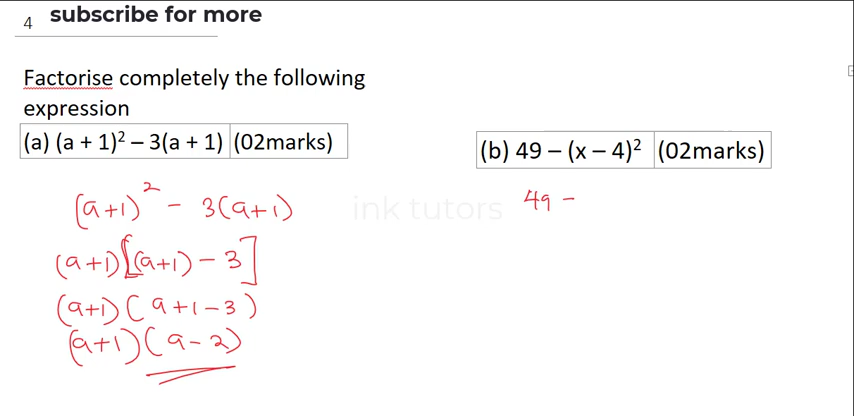 4 subscribe for more
Factorise completely the following
expression
(a) (a + 1)² – 3(a + 1) (02marks)
(a+1)² - 3(a+1)
(a+1)[(a+1) - 3]
(a+1)(a+1-3)
(a+1)(a-2)
(b) 49 – (x – 4)² (02marks)
49 -
ink tutors